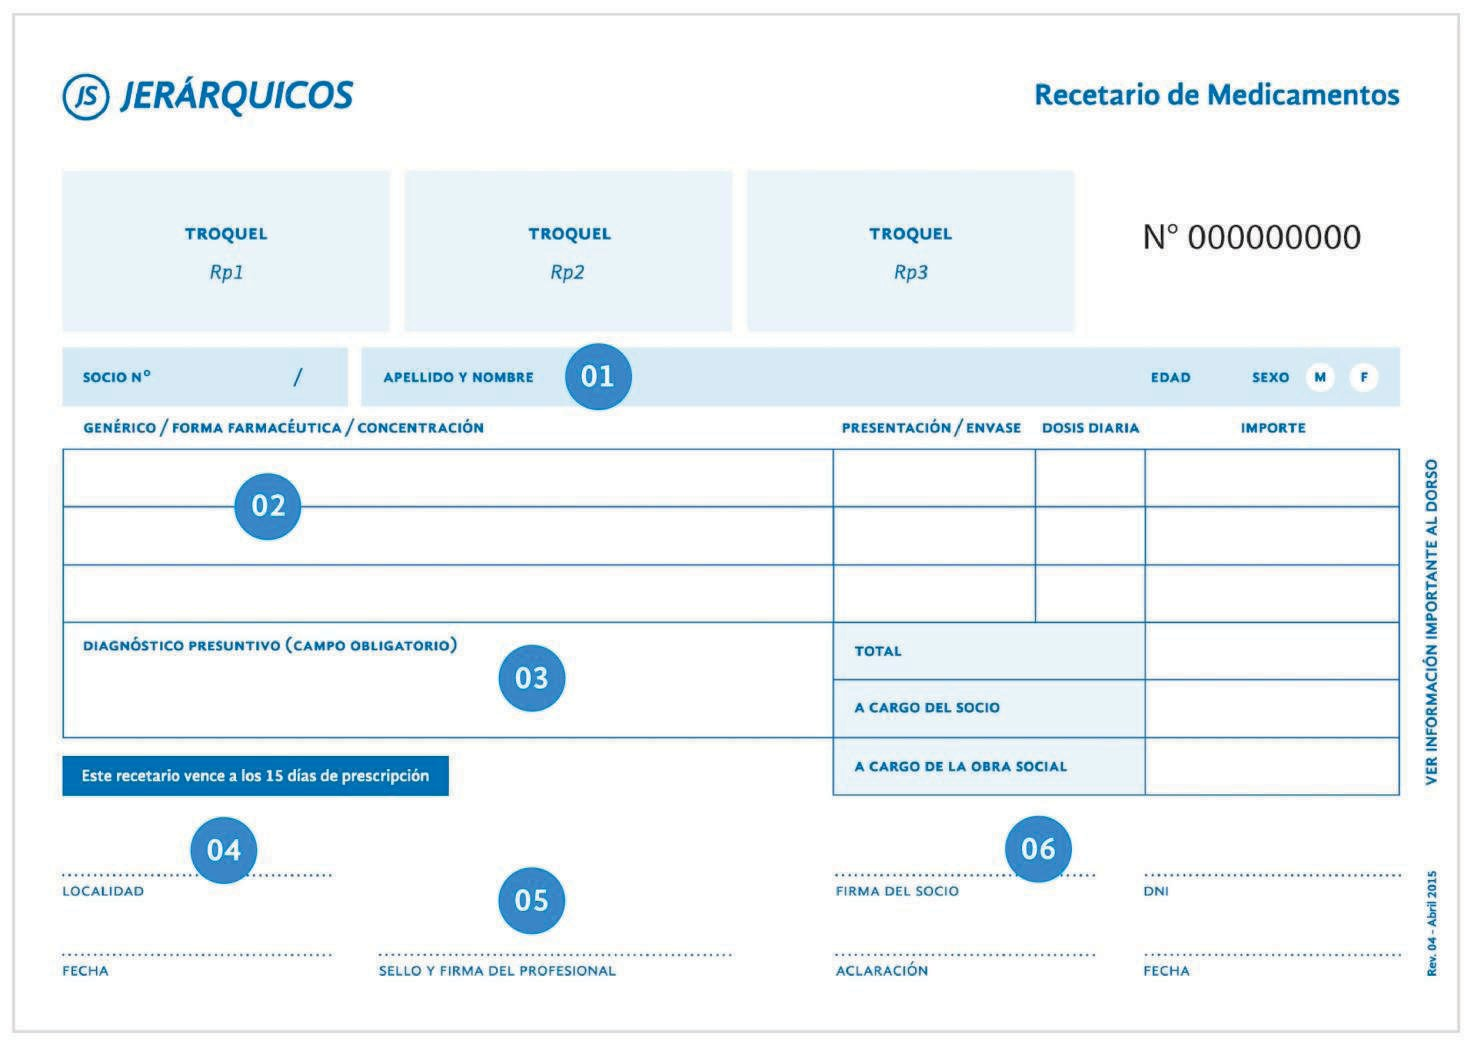 JS JERÁRQUICOS
Recetario de Medicamentos
TROQUEL
Rp1
TROQUEL
Rp2
TROQUEL
Rp3
N° 000000000
SOCIO N° /
APELLIDO Y NOMBRE 01 EDAD SEXO M F
GENÉRICO / FORMA FARMACÉUTICA / CONCENTRACIÓN PRESENTACIÓN / ENVASE DOSIS DIARIA IMPORTE
02
DIAGNÓSTICO PRESUNTIVO (CAMPO OBLIGATORIO)
03
TOTAL
A CARGO DEL SOCIO
A CARGO DE LA OBRA SOCIAL
VER INFORMACIÓN IMPORTANTE AL DORSO
Este recetario vence a los 15 días de prescripción
04
LOCALIDAD
FECHA
05
SELLO Y FIRMA DEL PROFESIONAL
06
FIRMA DEL SOCIO
DNI
ACLARACIÓN
FECHA
Rev. 04 - Abril 2015